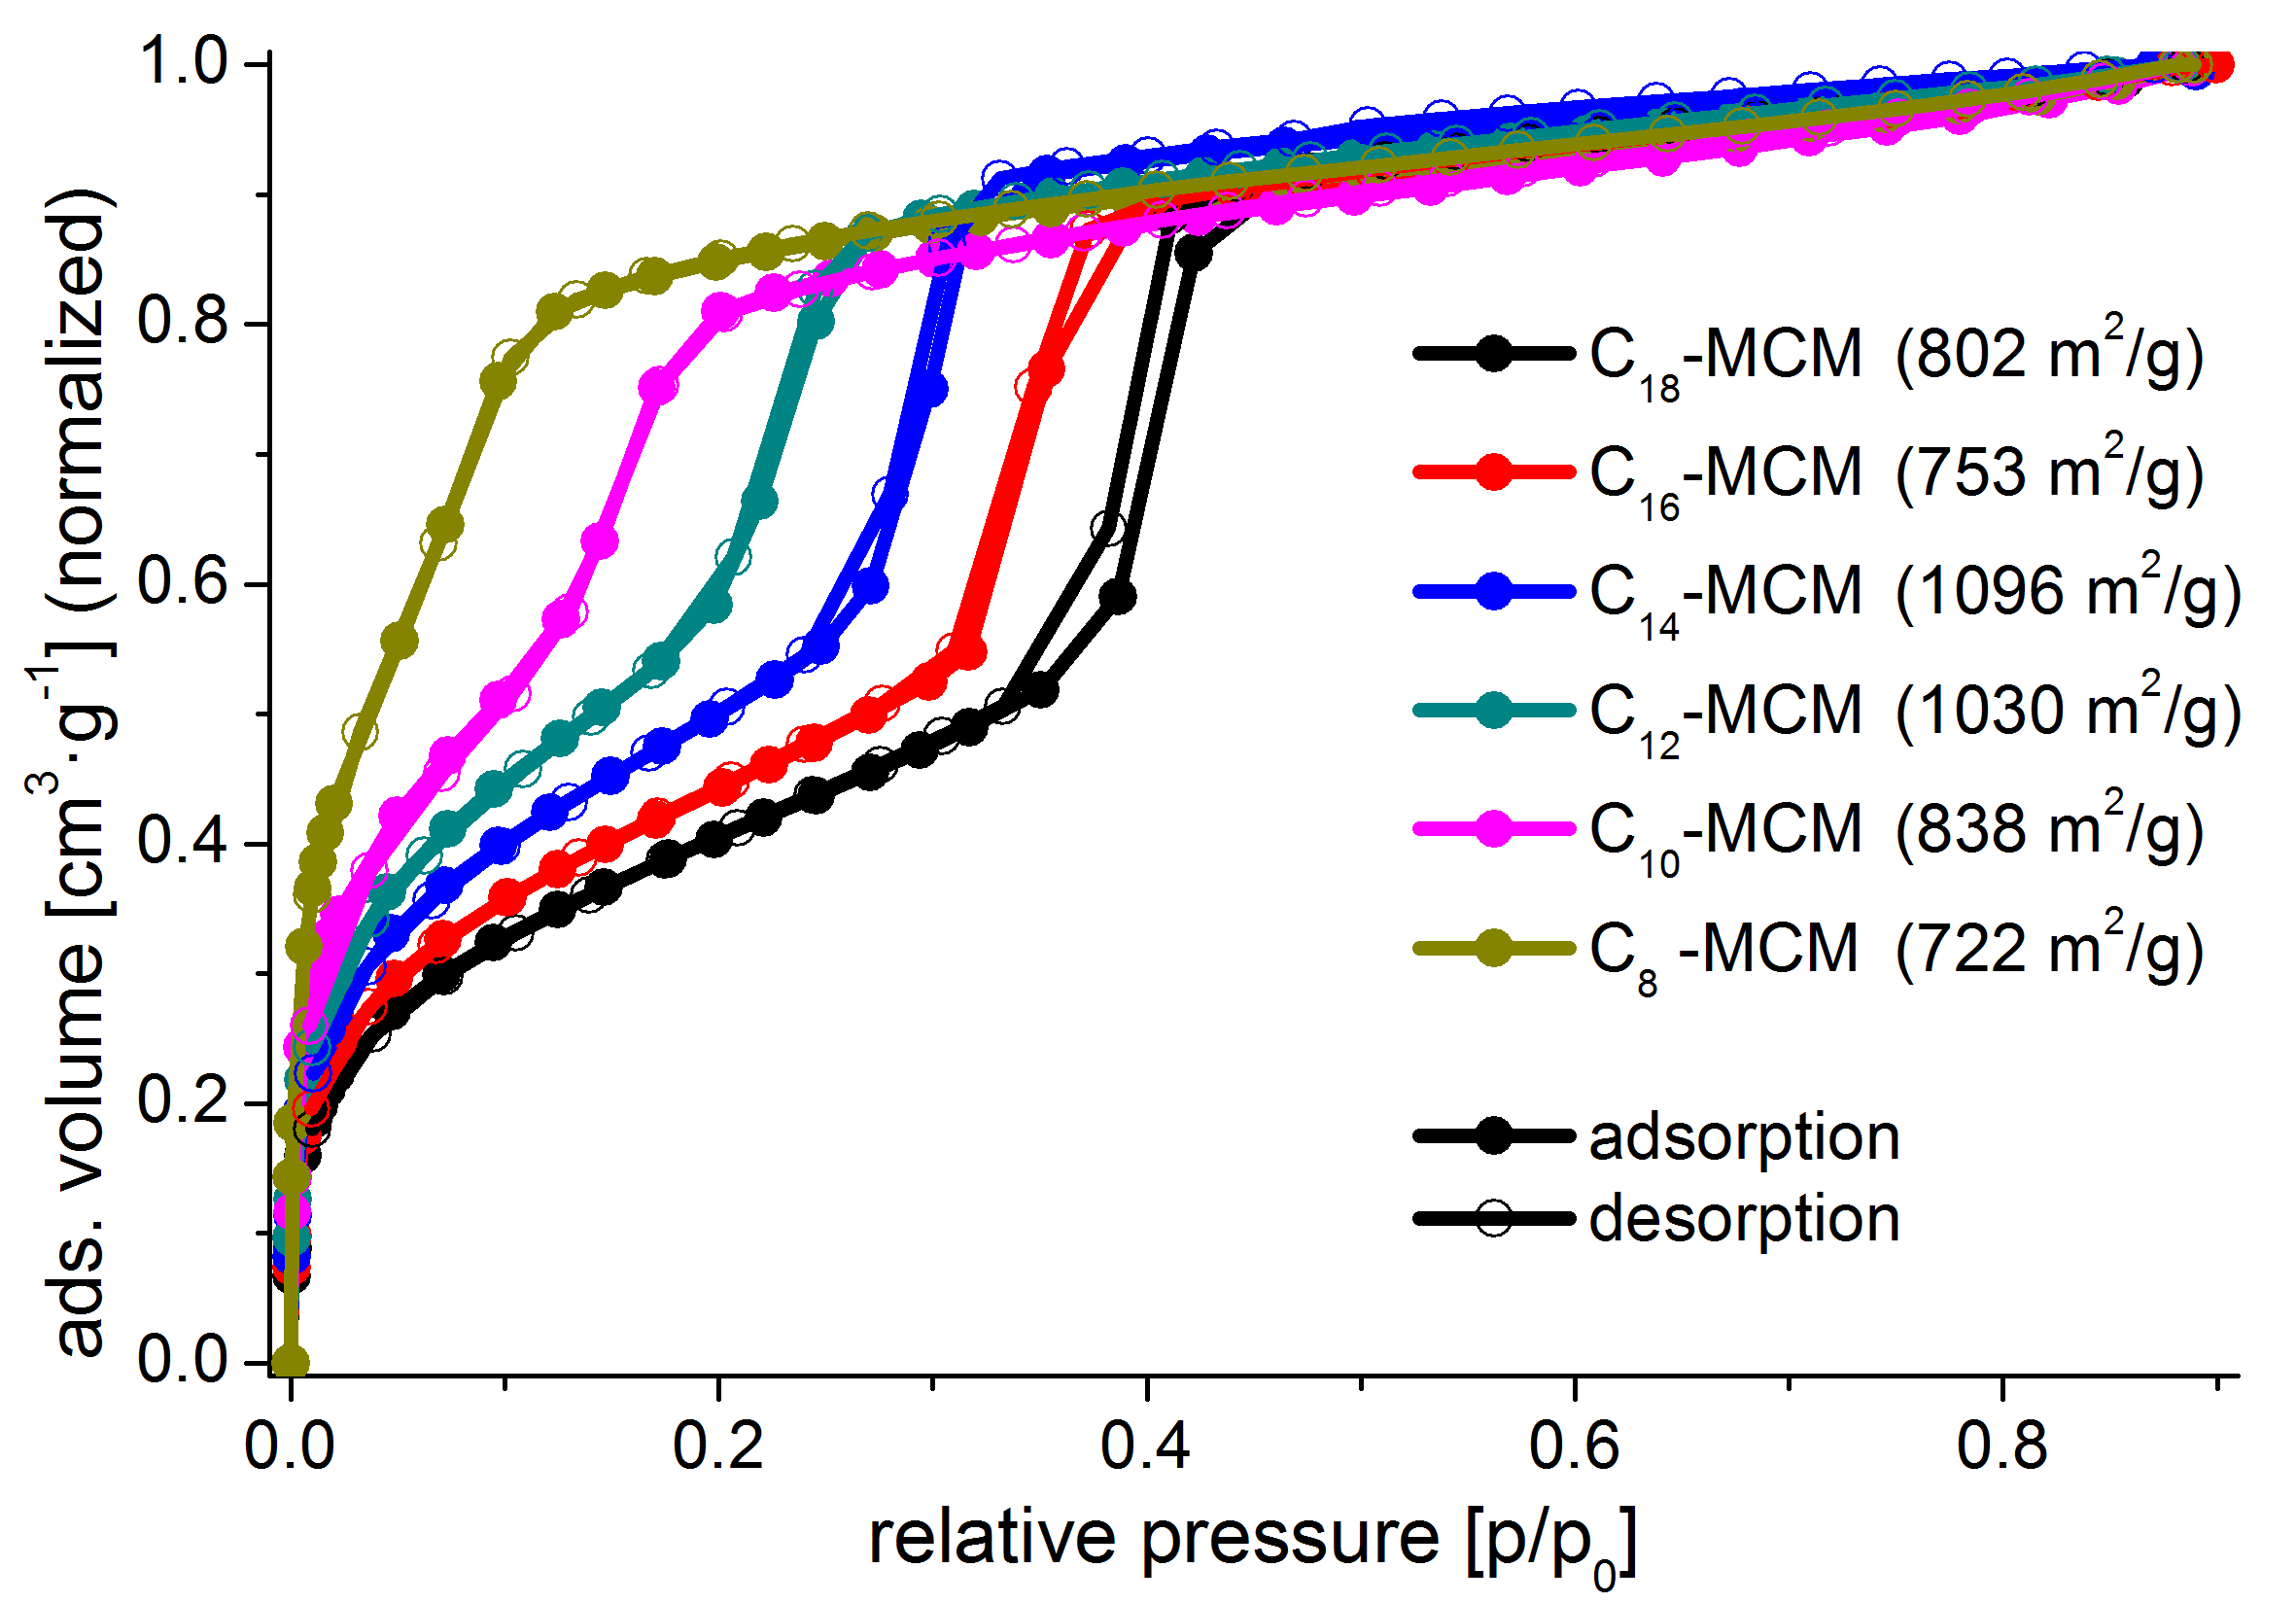 ads. volume [cm³·g⁻¹] (normalized)
1.0
0.8
0.6
0.4
0.2
0.0
C₁₈-MCM (802 m²/g)
C₁₆-MCM (753 m²/g)
C₁₄-MCM (1096 m²/g)
C₁₂-MCM (1030 m²/g)
C₁₀-MCM (838 m²/g)
C₈-MCM (722 m²/g)
adsorption
desorption
0.0 0.2 0.4 0.6 0.8
relative pressure [p/p₀]